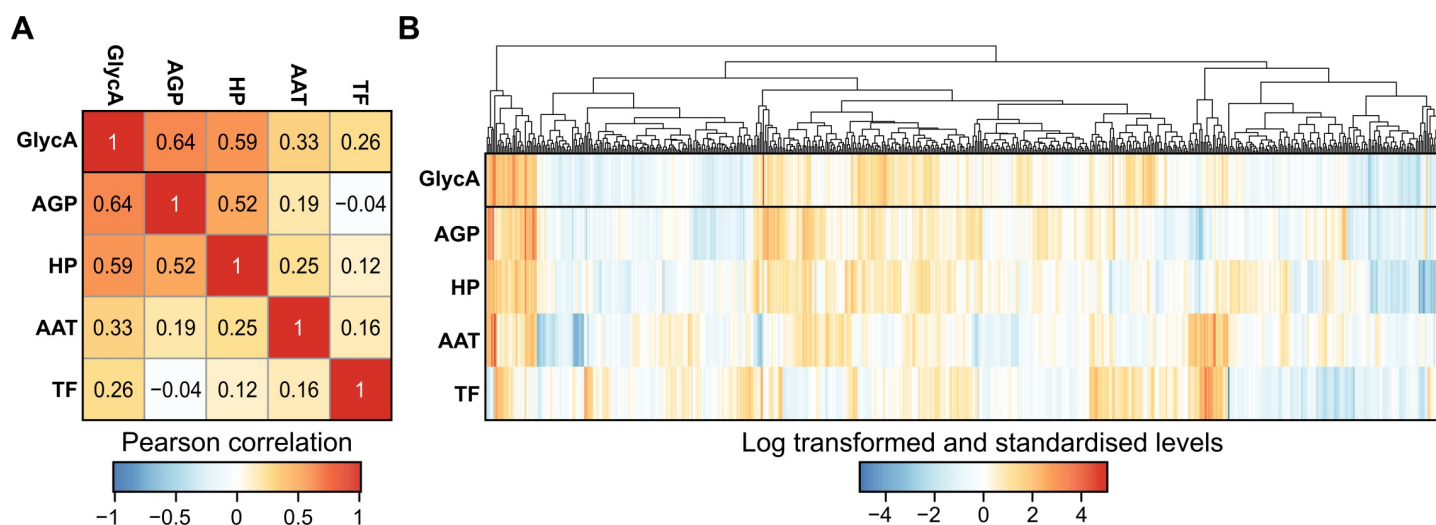 A
GlycA AGP HP AAT TF
GlycA 1 0.64 0.59 0.33 0.26
AGP 0.64 1 0.52 0.19 −0.04
HP 0.59 0.52 1 0.25 0.12
AAT 0.33 0.19 0.25 1 0.16
TF 0.26 −0.04 0.12 0.16 1
Pearson correlation
−1 −0.5 0 0.5 1
B
GlycA
AGP
HP
AAT
TF
Log transformed and standardised levels
−4 −2 0 2 4